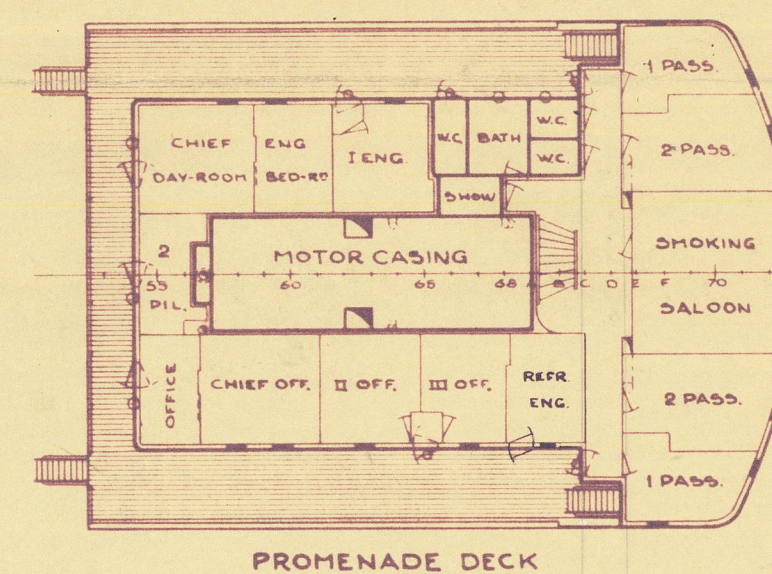 1 PASS.
W.C.
CHIEF
ENG
W.C.
BATH
2 PASS.
I ENG.
W.C.
DAY-ROOM
BED-RD
SHOW
2
SMOKING
MOTOR CASING
55
60
65
68
A
B
C
D
E
F
70
PIL.
SALOON
OFFICE
CHIEF OFF.
II OFF.
III OFF.
REFR.
ENG.
2 PASS.
1 PASS.
PROMENADE DECK